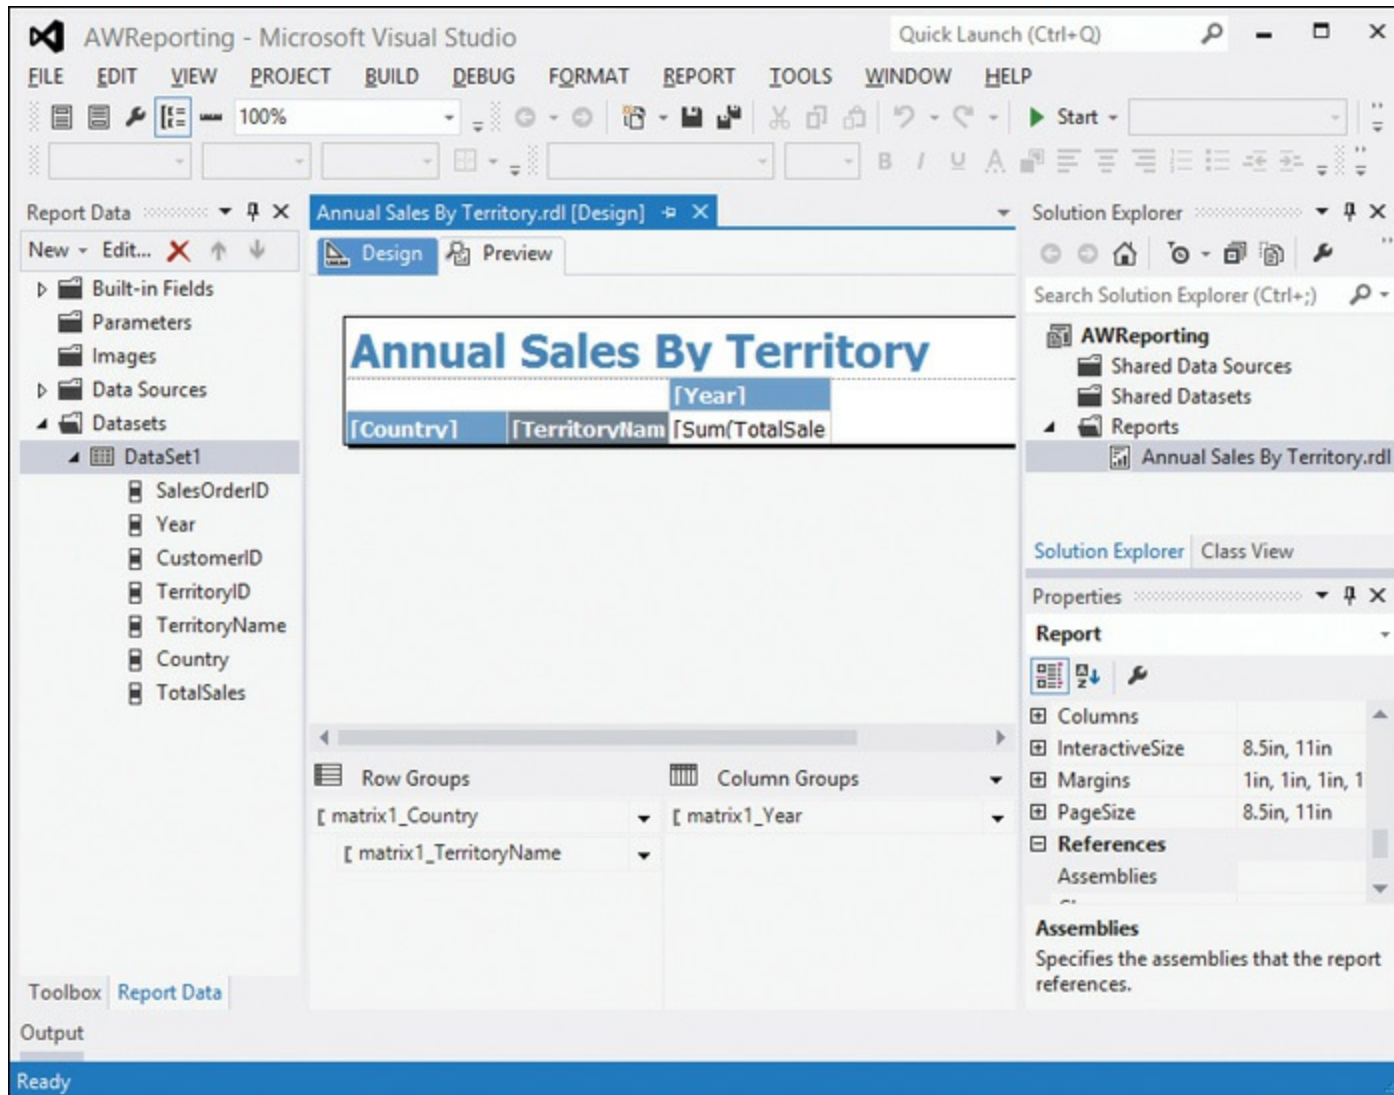 AWReporting - Microsoft Visual Studio
Quick Launch (Ctrl+Q)
FILE EDIT VIEW PROJECT BUILD DEBUG FORMAT REPORT TOOLS WINDOW HELP
100%
Start
B I U A
Report Data
New Edit...
Built-in Fields
Parameters
Images
Data Sources
Datasets
DataSet1
SalesOrderID
Year
CustomerID
TerritoryID
TerritoryName
Country
TotalSales
Toolbox Report Data
Annual Sales By Territory.rdl [Design]
Design Preview
Annual Sales By Territory
[Year]
[Country] [TerritoryNam [Sum(TotalSale
Row Groups Column Groups
[ matrix1_Country [ matrix1_Year
[ matrix1_TerritoryName
Solution Explorer
Search Solution Explorer (Ctrl+;)
AWReporting
Shared Data Sources
Shared Datasets
Reports
Annual Sales By Territory.rdl
Solution Explorer Class View
Properties
Report
Columns
InteractiveSize 8.5in, 11in
Margins 1in, 1in, 1in, 1
PageSize 8.5in, 11in
References
Assemblies
Assemblies
Specifies the assemblies that the report
references.
Output
Ready